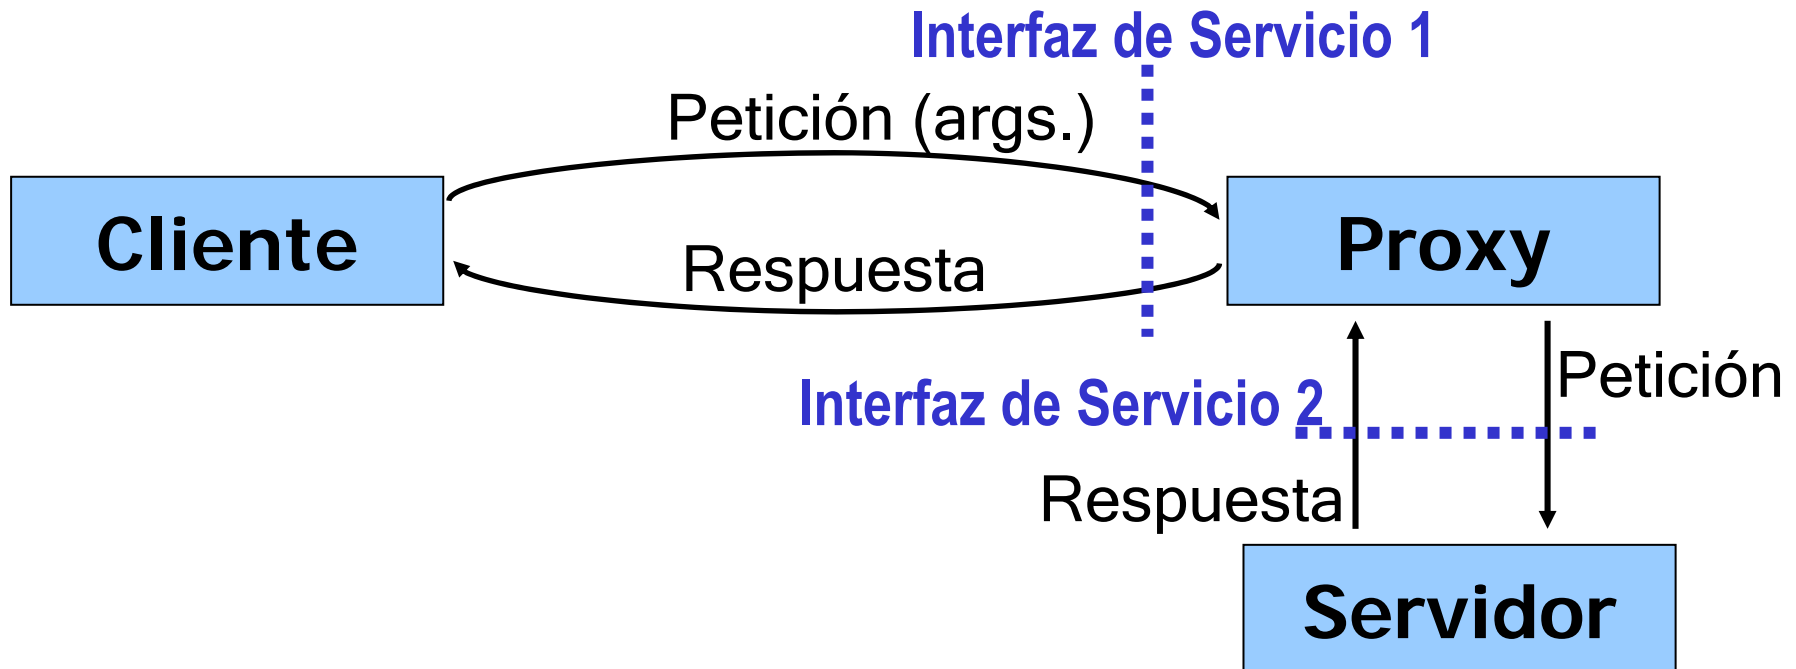 Interfaz de Servicio 1
Petición (args.)
Cliente
Proxy
Respuesta
Petición
Interfaz de Servicio 2
Respuesta
Servidor